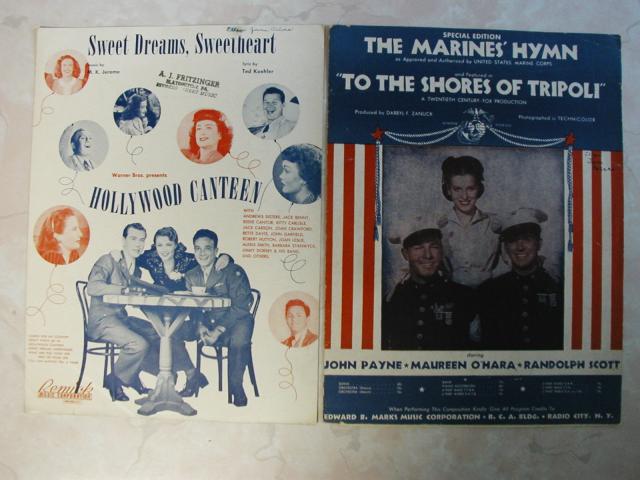 Sweet Dreams, Sweetheart
M. K. Jerome
Lyric by
Ted Koehler
A. J. FRITZINGER
Warner Bros. presents
HOLLYWOOD CANTEEN
WITH
ANDREWS SISTERS, JACK BENNY,
EDDIE CANTOR, KITTY CARLISLE,
JACK CARSON, JOAN CRAWFORD,
BETTE DAVIS, JOHN GARFIELD,
ROBERT HUTTON, JOAN LESLIE,
ALEXIS SMITH, BARBARA STANWYCK,
JIMMY DORSEY & HIS BAND,
AND OTHERS.
Remick
MUSIC CORPORATION
SPECIAL EDITION
THE MARINES' HYMN
as Approved and Authorized by UNITED STATES MARINE CORPS
and Featured in
"TO THE SHORES OF TRIPOLI"
A TWENTIETH CENTURY-FOX PRODUCTION
Produced by DARRYL F. ZANUCK
Photographed in TECHNICOLOR
starring
JOHN PAYNE ★ MAUREEN O'HARA ★ RANDOLPH SCOTT
When Performing This Composition Kindly Give All Program Credits To
EDWARD B. MARKS MUSIC CORPORATION • R. C. A. BLDG. • RADIO CITY, N. Y.